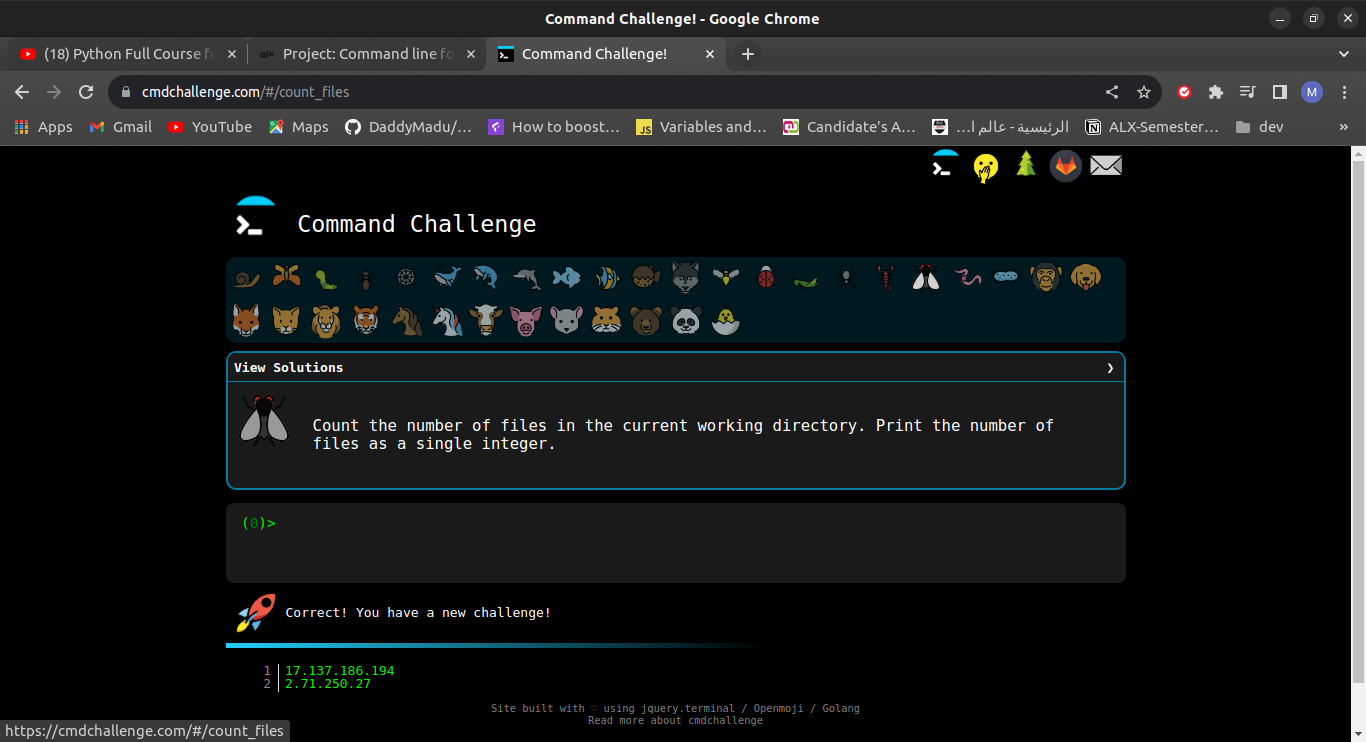 Command Challenge! - Google Chrome
(18) Python Full Course fo
Project: Command line fo
Command Challenge!
cmdchallenge.com/#/count_files
M
Apps
Gmail
YouTube
Maps
DaddyMadu/...
How to boost...
JS
Variables and...
Candidate's A...
الرئيسية - عالم ا...
ALX-Semester...
dev
»
Command Challenge
View Solutions
Count the number of files in the current working directory. Print the number of
files as a single integer.
(0)>
Correct! You have a new challenge!
1 17.137.186.194
2 2.71.250.27
Site built with ♡ using jquery.terminal / Openmoji / Golang
Read more about cmdchallenge
https://cmdchallenge.com/#/count_files